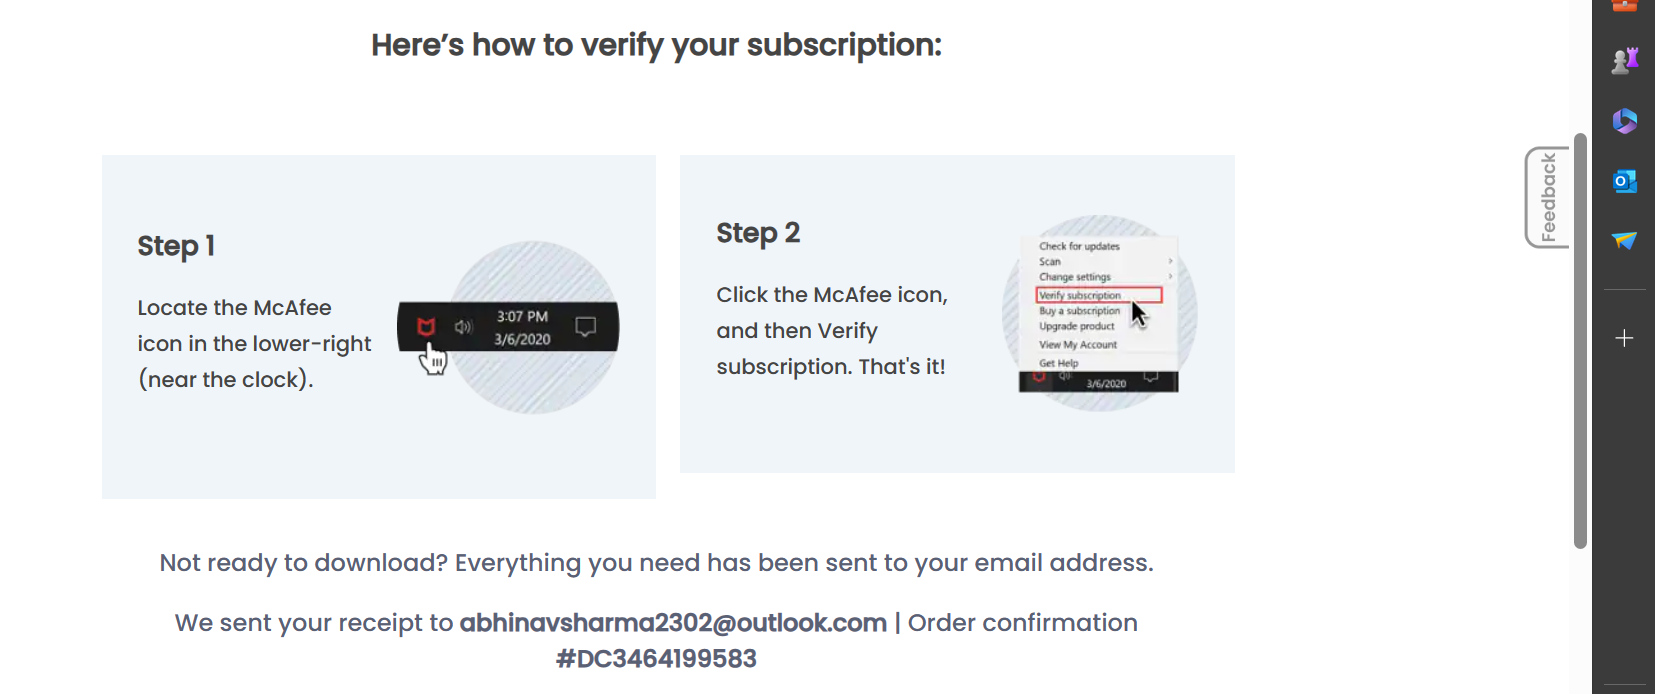 Here’s how to verify your subscription:
Step 1
Locate the McAfee
icon in the lower-right
(near the clock).
3:07 PM
3/6/2020
Step 2
Click the McAfee icon,
and then Verify
subscription. That's it!
Check for updates
Scan
Change settings
Verify subscription
Buy a subscription
Upgrade product
View My Account
Get Help
3/6/2020
Not ready to download? Everything you need has been sent to your email address.
We sent your receipt to abhinavsharma2302@outlook.com | Order confirmation
#DC3464199583
Feedback